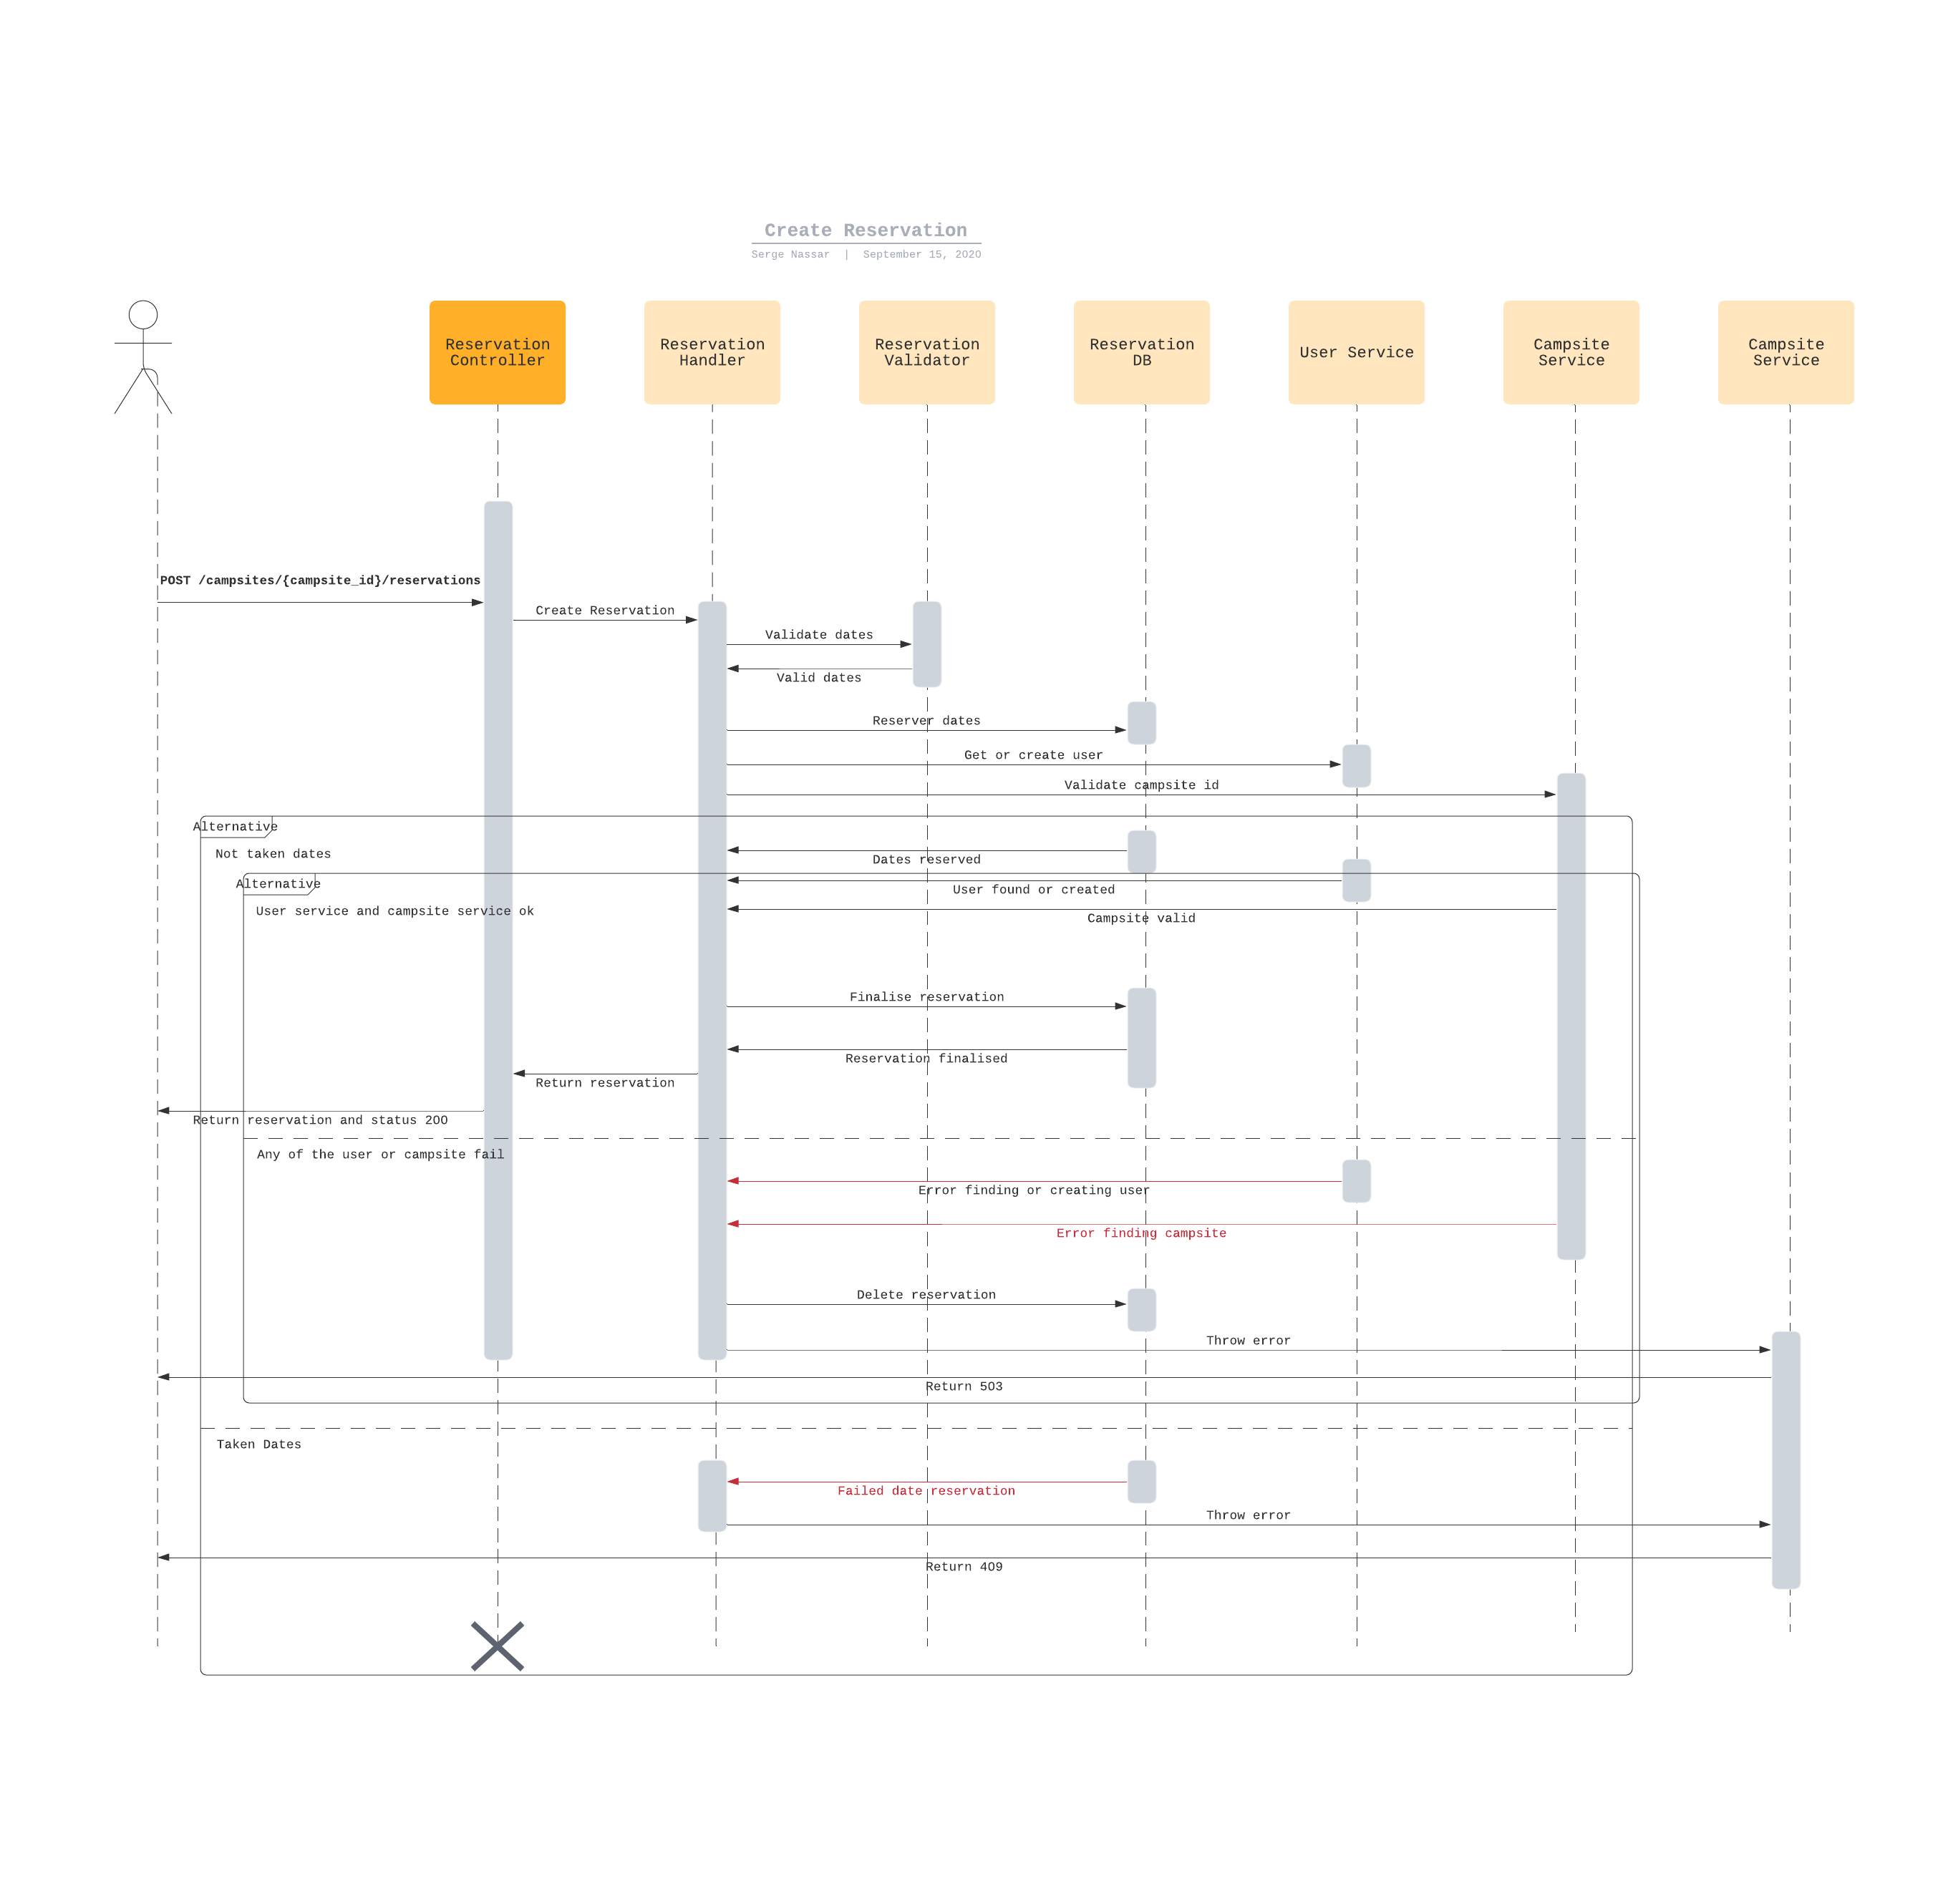 Create Reservation
Serge Nassar | September 15, 2020
Reservation
Controller
Reservation
Handler
Reservation
Validator
Reservation
DB
User Service
Campsite
Service
Campsite
Service
POST /campsites/{campsite_id}/reservations
Create Reservation
Validate dates
Valid dates
Reserver dates
Get or create user
Validate campsite id
Alternative
Not taken dates
Dates reserved
Alternative
User found or created
User service and campsite service ok
Campsite valid
Finalise reservation
Reservation finalised
Return reservation
Return reservation and status 200
Any of the user or campsite fail
Error finding or creating user
Error finding campsite
Delete reservation
Throw error
Return 503
Taken Dates
Failed date reservation
Throw error
Return 409